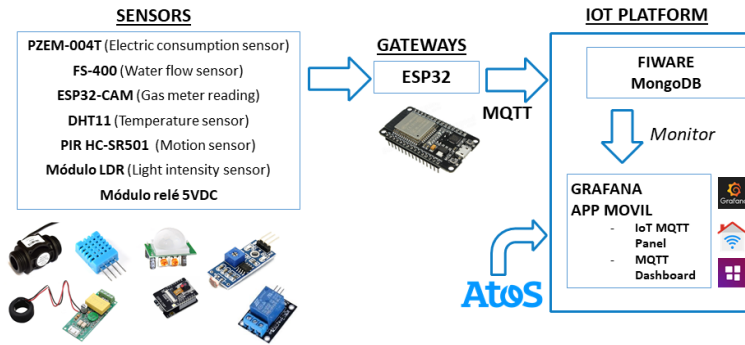 SENSORS
PZEM-004T (Electric consumption sensor)
FS-400 (Water flow sensor)
ESP32-CAM (Gas meter reading)
DHT11 (Temperature sensor)
PIR HC-SR501 (Motion sensor)
Módulo LDR (Light intensity sensor)
Módulo relé 5VDC
GATEWAYS
ESP32
MQTT
IOT PLATFORM
FIWARE
MongoDB
Monitor
GRAFANA
APP MOVIL
- IoT MQTT
Panel
- MQTT
Dashboard
Grafana
Atos